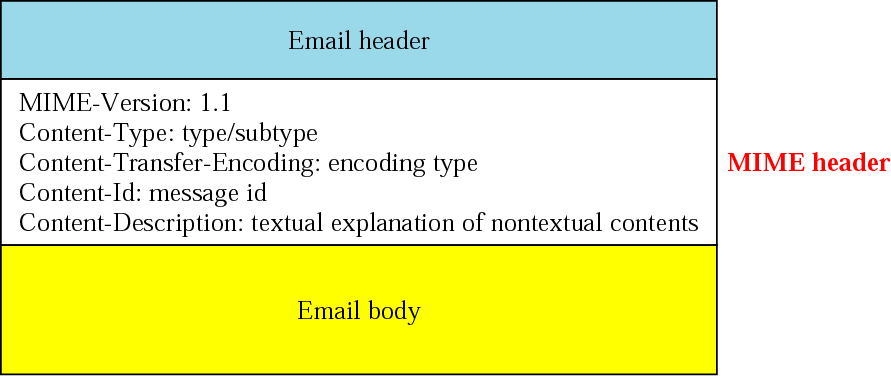 Email header
MIME-Version: 1.1
Content-Type: type/subtype
Content-Transfer-Encoding: encoding type
Content-Id: message id
Content-Description: textual explanation of nontextual contents
MIME header
Email body